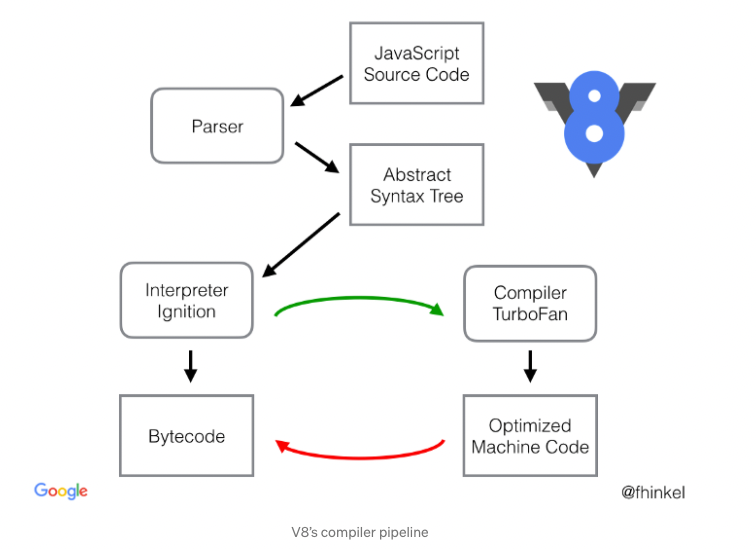 JavaScript
Source Code
Parser
Abstract
Syntax Tree
Interpreter
Ignition
Compiler
TurboFan
Bytecode
Optimized
Machine Code
Google
@fhinkel
V8's compiler pipeline